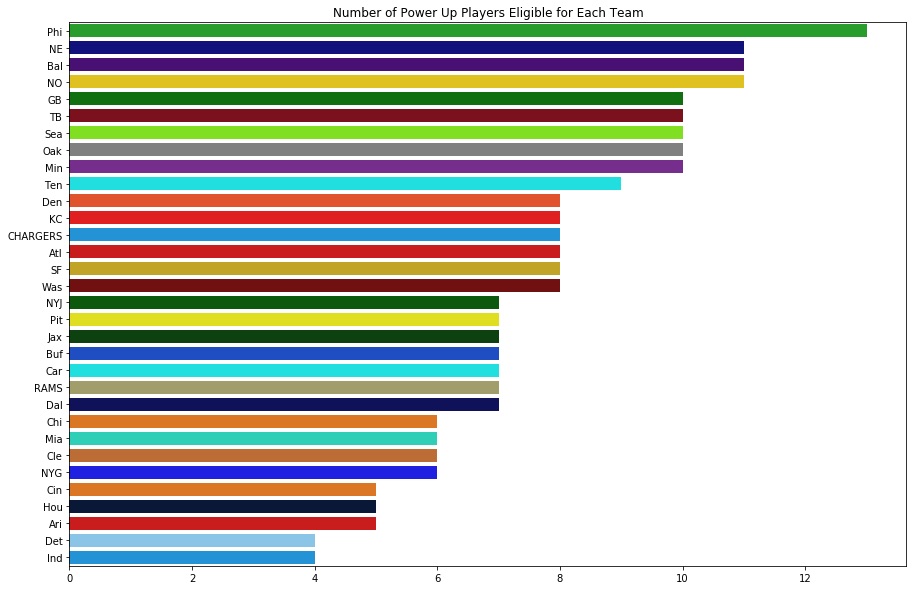 Number of Power Up Players Eligible for Each Team
Phi
NE
Bal
NO
GB
TB
Sea
Oak
Min
Ten
Den
KC
CHARGERS
Atl
SF
Was
NYJ
Pit
Jax
Buf
Car
RAMS
Dal
Chi
Mia
Cle
NYG
Cin
Hou
Ari
Det
Ind
0 2 4 6 8 10 12